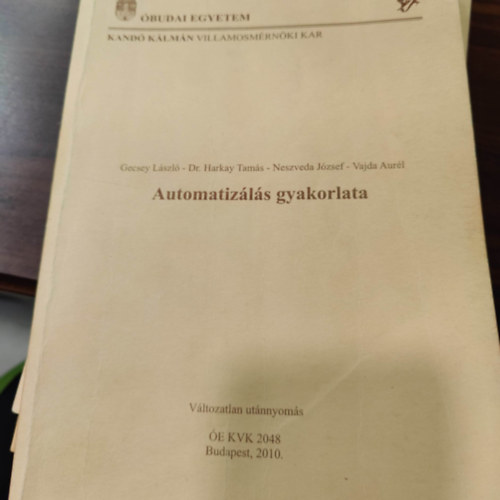 ÓBUDAI EGYETEM
KANDÓ KÁLMÁN VILLAMOSMÉRNÖKI KAR
Gecsey László - Dr. Harkay Tamás - Neszveda József - Vajda Aurél
Automatizálás gyakorlata
Változatlan utánnyomás
ÓE KVK 2048
Budapest, 2010.